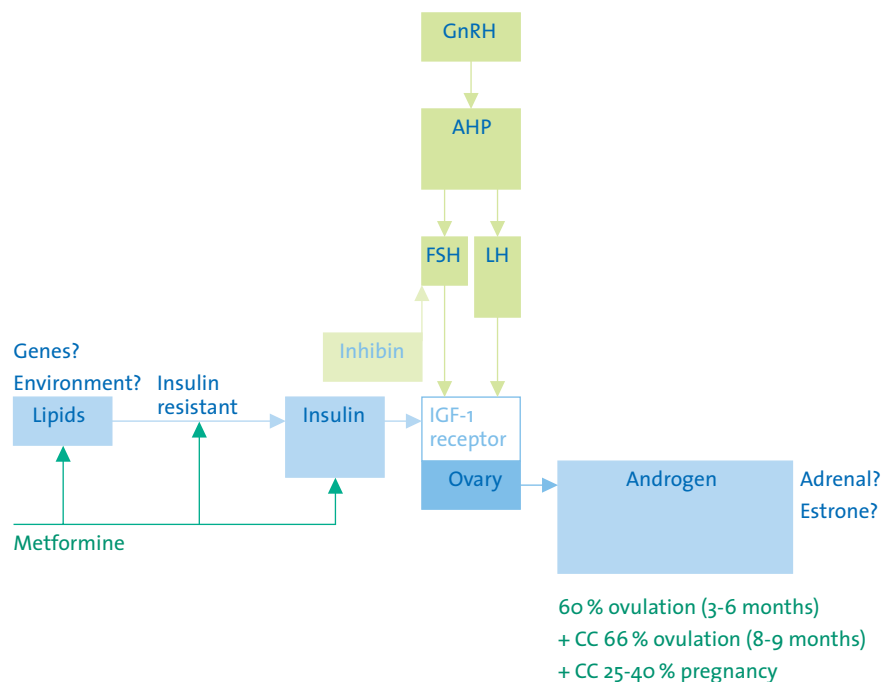 GnRH
AHP
FSH
LH
Inhibin
Genes?
Environment?
Insulin
resistant
Lipids
Insulin
IGF-1
receptor
Ovary
Androgen
Adrenal?
Estrone?
Metformine
60 % ovulation (3-6 months)
+ CC 66 % ovulation (8-9 months)
+ CC 25-40 % pregnancy